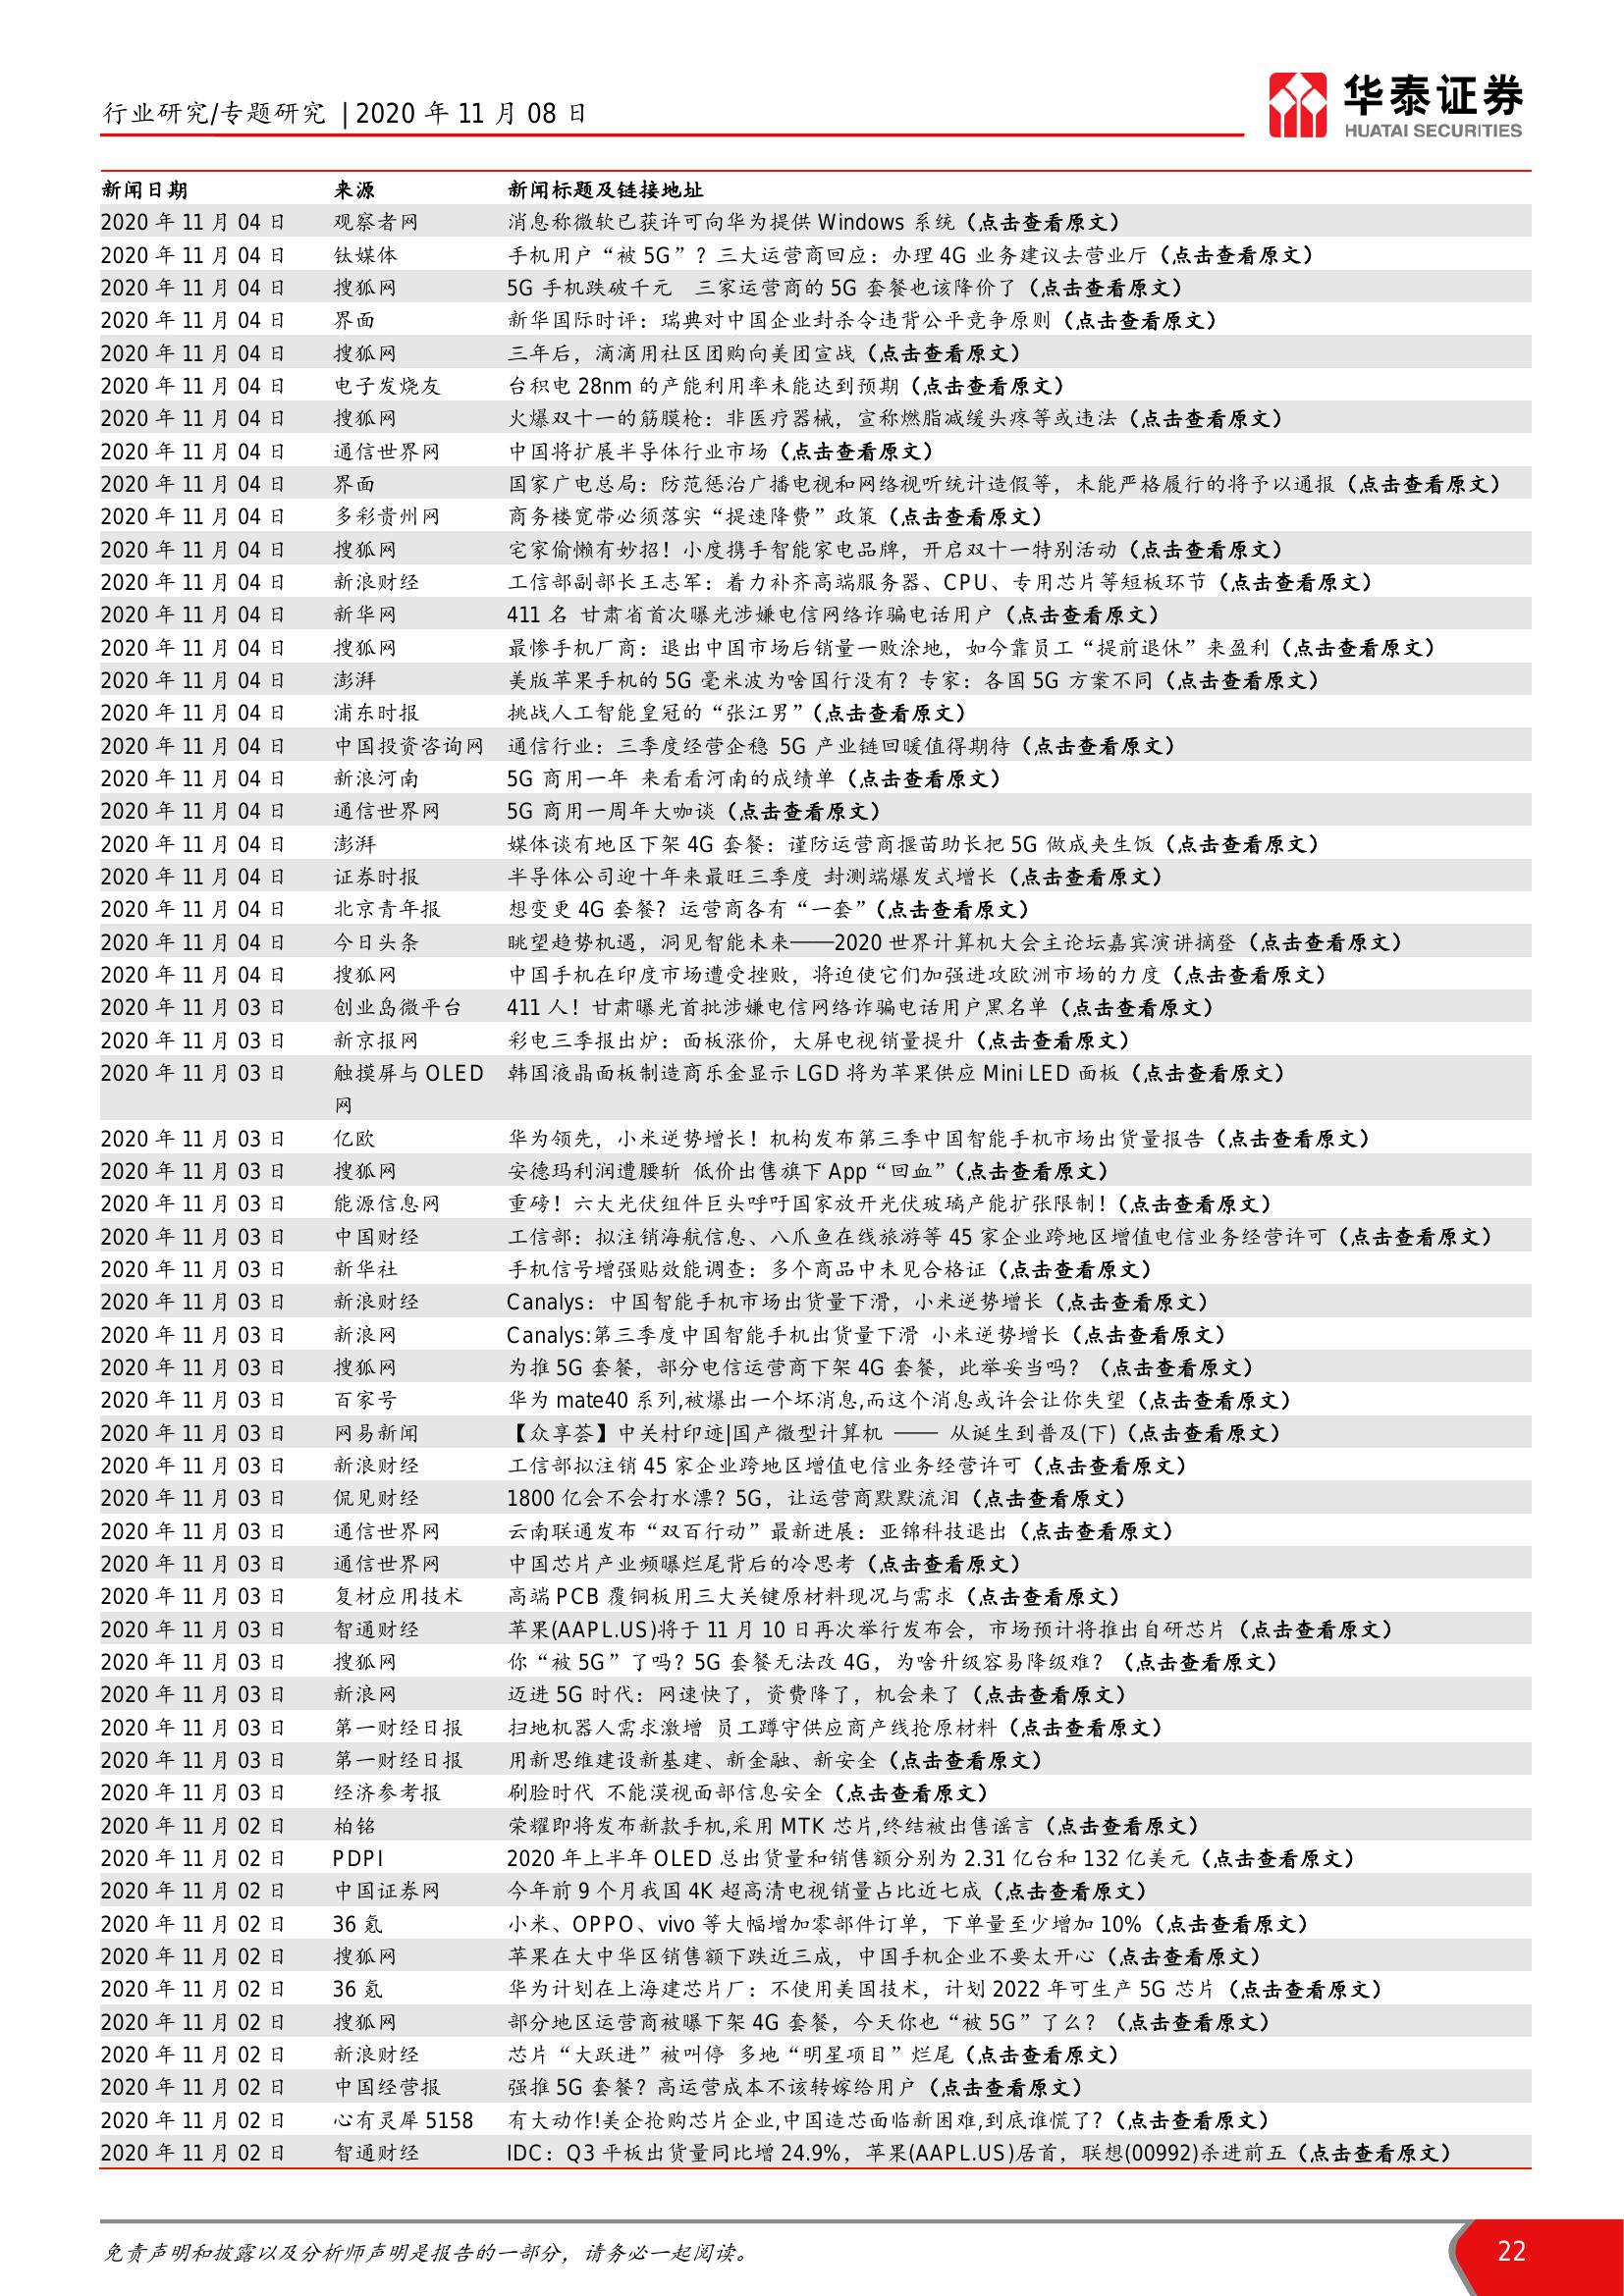 行业研究/专题研究 | 2020 年 11 月 08 日
华泰证券
HUATAI SECURITIES
新闻日期 来源 新闻标题及链接地址
2020 年 11 月 04 日 观察者网 消息称微软已获许可向华为提供 Windows 系统（点击查看原文）
2020 年 11 月 04 日 钛媒体 手机用户“被 5G”？三大运营商回应：办理 4G 业务建议去营业厅（点击查看原文）
2020 年 11 月 04 日 搜狐网 5G 手机跌破千元　三家运营商的 5G 套餐也该降价了（点击查看原文）
2020 年 11 月 04 日 界面 新华国际时评：瑞典对中国企业封杀令违背公平竞争原则（点击查看原文）
2020 年 11 月 04 日 搜狐网 三年后，滴滴用社区团购向美团宣战（点击查看原文）
2020 年 11 月 04 日 电子发烧友 台积电 28nm 的产能利用率未能达到预期（点击查看原文）
2020 年 11 月 04 日 搜狐网 火爆双十一的筋膜枪：非医疗器械，宣称燃脂减缓头疼等或违法（点击查看原文）
2020 年 11 月 04 日 通信世界网 中国将扩展半导体行业市场（点击查看原文）
2020 年 11 月 04 日 界面 国家广电总局：防范惩治广播电视和网络视听统计造假等，未能严格履行的将予以通报（点击查看原文）
2020 年 11 月 04 日 多彩贵州网 商务楼宽带必须落实“提速降费”政策（点击查看原文）
2020 年 11 月 04 日 搜狐网 宅家偷懒有妙招！小度携手智能家电品牌，开启双十一特别活动（点击查看原文）
2020 年 11 月 04 日 新浪财经 工信部副部长王志军：着力补齐高端服务器、CPU、专用芯片等短板环节（点击查看原文）
2020 年 11 月 04 日 新华网 411 名 甘肃省首次曝光涉嫌电信网络诈骗电话用户（点击查看原文）
2020 年 11 月 04 日 搜狐网 最惨手机厂商：退出中国市场后销量一败涂地，如今靠员工“提前退休”来盈利（点击查看原文）
2020 年 11 月 04 日 澎湃 美版苹果手机的 5G 毫米波为啥国行没有？专家：各国 5G 方案不同（点击查看原文）
2020 年 11 月 04 日 浦东时报 挑战人工智能皇冠的“张江男”（点击查看原文）
2020 年 11 月 04 日 中国投资咨询网 通信行业：三季度经营企稳 5G 产业链回暖值得期待（点击查看原文）
2020 年 11 月 04 日 新浪河南 5G 商用一年 来看看河南的成绩单（点击查看原文）
2020 年 11 月 04 日 通信世界网 5G 商用一周年大咖谈（点击查看原文）
2020 年 11 月 04 日 澎湃 媒体谈有地区下架 4G 套餐：谨防运营商揠苗助长把 5G 做成夹生饭（点击查看原文）
2020 年 11 月 04 日 证券时报 半导体公司迎十年来最旺三季度 封测端爆发式增长（点击查看原文）
2020 年 11 月 04 日 北京青年报 想变更 4G 套餐？运营商各有“一套”（点击查看原文）
2020 年 11 月 04 日 今日头条 眺望趋势机遇，洞见智能未来——2020 世界计算机大会主论坛嘉宾演讲摘登（点击查看原文）
2020 年 11 月 04 日 搜狐网 中国手机在印度市场遭受挫败，将迫使它们加强进攻欧洲市场的力度（点击查看原文）
2020 年 11 月 03 日 创业岛微平台 411 人！甘肃曝光首批涉嫌电信网络诈骗电话用户黑名单（点击查看原文）
2020 年 11 月 03 日 新京报网 彩电三季报出炉：面板涨价，大屏电视销量提升（点击查看原文）
2020 年 11 月 03 日 触摸屏与 OLED 韩国液晶面板制造商乐金显示 LGD 将为苹果供应 Mini LED 面板（点击查看原文）
网
2020 年 11 月 03 日 亿欧 华为领先，小米逆势增长！机构发布第三季中国智能手机市场出货量报告（点击查看原文）
2020 年 11 月 03 日 搜狐网 安德玛利润遭腰斩 低价出售旗下 App“回血”（点击查看原文）
2020 年 11 月 03 日 能源信息网 重磅！六大光伏组件巨头呼吁国家放开光伏玻璃产能扩张限制！（点击查看原文）
2020 年 11 月 03 日 中国财经 工信部：拟注销海航信息、八爪鱼在线旅游等 45 家企业跨地区增值电信业务经营许可（点击查看原文）
2020 年 11 月 03 日 新华社 手机信号增强贴效能调查：多个商品中未见合格证（点击查看原文）
2020 年 11 月 03 日 新浪财经 Canalys：中国智能手机市场出货量下滑，小米逆势增长（点击查看原文）
2020 年 11 月 03 日 新浪网 Canalys:第三季度中国智能手机出货量下滑 小米逆势增长（点击查看原文）
2020 年 11 月 03 日 搜狐网 为推 5G 套餐，部分电信运营商下架 4G 套餐，此举妥当吗？（点击查看原文）
2020 年 11 月 03 日 百家号 华为 mate40 系列,被爆出一个坏消息,而这个消息或许会让你失望（点击查看原文）
2020 年 11 月 03 日 网易新闻 【众享荟】中关村印迹|国产微型计算机 —— 从诞生到普及(下)（点击查看原文）
2020 年 11 月 03 日 新浪财经 工信部拟注销 45 家企业跨地区增值电信业务经营许可（点击查看原文）
2020 年 11 月 03 日 侃见财经 1800 亿会不会打水漂？5G，让运营商默默流泪（点击查看原文）
2020 年 11 月 03 日 通信世界网 云南联通发布“双百行动”最新进展：亚锦科技退出（点击查看原文）
2020 年 11 月 03 日 通信世界网 中国芯片产业频曝烂尾背后的冷思考（点击查看原文）
2020 年 11 月 03 日 复材应用技术 高端 PCB 覆铜板用三大关键原材料现况与需求（点击查看原文）
2020 年 11 月 03 日 智通财经 苹果(AAPL.US)将于 11 月 10 日再次举行发布会，市场预计将推出自研芯片（点击查看原文）
2020 年 11 月 03 日 搜狐网 你“被 5G”了吗？5G 套餐无法改 4G，为啥升级容易降级难？（点击查看原文）
2020 年 11 月 03 日 新浪网 迈进 5G 时代：网速快了，资费降了，机会来了（点击查看原文）
2020 年 11 月 03 日 第一财经日报 扫地机器人需求激增 员工蹲守供应商产线抢原材料（点击查看原文）
2020 年 11 月 03 日 第一财经日报 用新思维建设新基建、新金融、新安全（点击查看原文）
2020 年 11 月 03 日 经济参考报 刷脸时代 不能漠视面部信息安全（点击查看原文）
2020 年 11 月 02 日 柏铭 荣耀即将发布新款手机,采用 MTK 芯片,终结被出售谣言（点击查看原文）
2020 年 11 月 02 日 PDPI 2020 年上半年 OLED 总出货量和销售额分别为 2.31 亿台和 132 亿美元（点击查看原文）
2020 年 11 月 02 日 中国证券网 今年前 9 个月我国 4K 超高清电视销量占比近七成（点击查看原文）
2020 年 11 月 02 日 36 氪 小米、OPPO、vivo 等大幅增加零部件订单，下单量至少增加 10%（点击查看原文）
2020 年 11 月 02 日 搜狐网 苹果在大中华区销售额下跌近三成，中国手机企业不要太开心（点击查看原文）
2020 年 11 月 02 日 36 氪 华为计划在上海建芯片厂：不使用美国技术，计划 2022 年可生产 5G 芯片（点击查看原文）
2020 年 11 月 02 日 搜狐网 部分地区运营商被曝下架 4G 套餐，今天你也“被 5G”了么？（点击查看原文）
2020 年 11 月 02 日 新浪财经 芯片“大跃进”被叫停 多地“明星项目”烂尾（点击查看原文）
2020 年 11 月 02 日 中国经营报 强推 5G 套餐？高运营成本不该转嫁给用户（点击查看原文）
2020 年 11 月 02 日 心有灵犀 5158 有大动作!美企抢购芯片企业,中国造芯面临新困难,到底谁慌了?（点击查看原文）
2020 年 11 月 02 日 智通财经 IDC：Q3 平板出货量同比增 24.9%，苹果(AAPL.US)居首，联想(00992)杀进前五（点击查看原文）
免责声明和披露以及分析师声明是报告的一部分，请务必一起阅读。
22